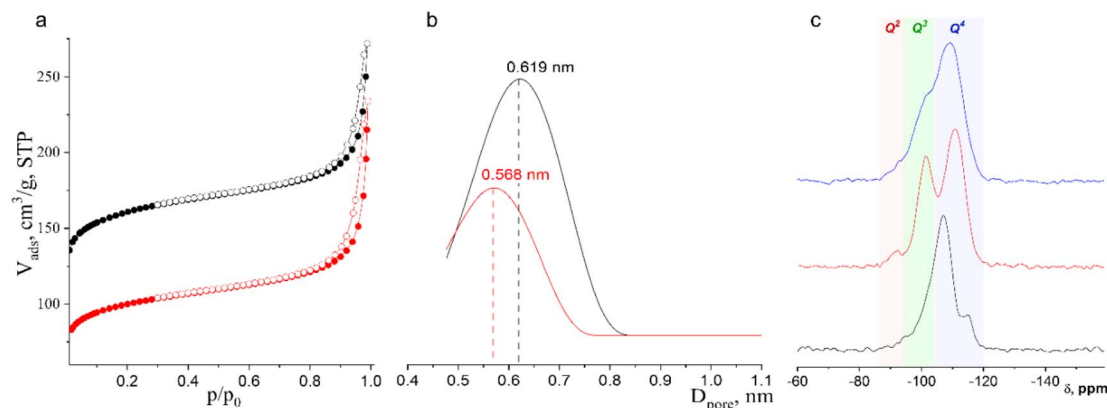 a
250
200
150
100
V_ads, cm³/g, STP
0.2 0.4 0.6 0.8 1.0
p/p₀
b
0.619 nm
0.568 nm
0.4 0.5 0.6 0.7 0.8 0.9 1.0 1.1
D_pore, nm
c
Q² Q³ Q⁴
-60 -80 -100 -120 -140
δ, ppm